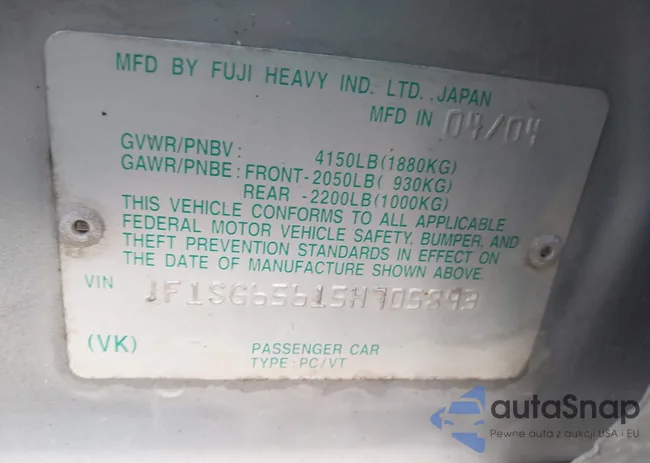 MFD BY FUJI HEAVY IND. LTD. ,JAPAN
MFD IN 04/04
GVWR/PNBV : 4150LB(1880KG)
GAWR/PNBE : FRONT-2050LB( 930KG)
REAR -2200LB(1000KG)
THIS VEHICLE CONFORMS TO ALL APPLICABLE
FEDERAL MOTOR VEHICLE SAFETY, BUMPER, AND
THEFT PREVENTION STANDARDS IN EFFECT ON
THE DATE OF MANUFACTURE SHOWN ABOVE.
VIN JF1SG65615H705893
(VK) PASSENGER CAR
TYPE : PC/VT
autaSnap
Pewne auta z aukcji USA i EU